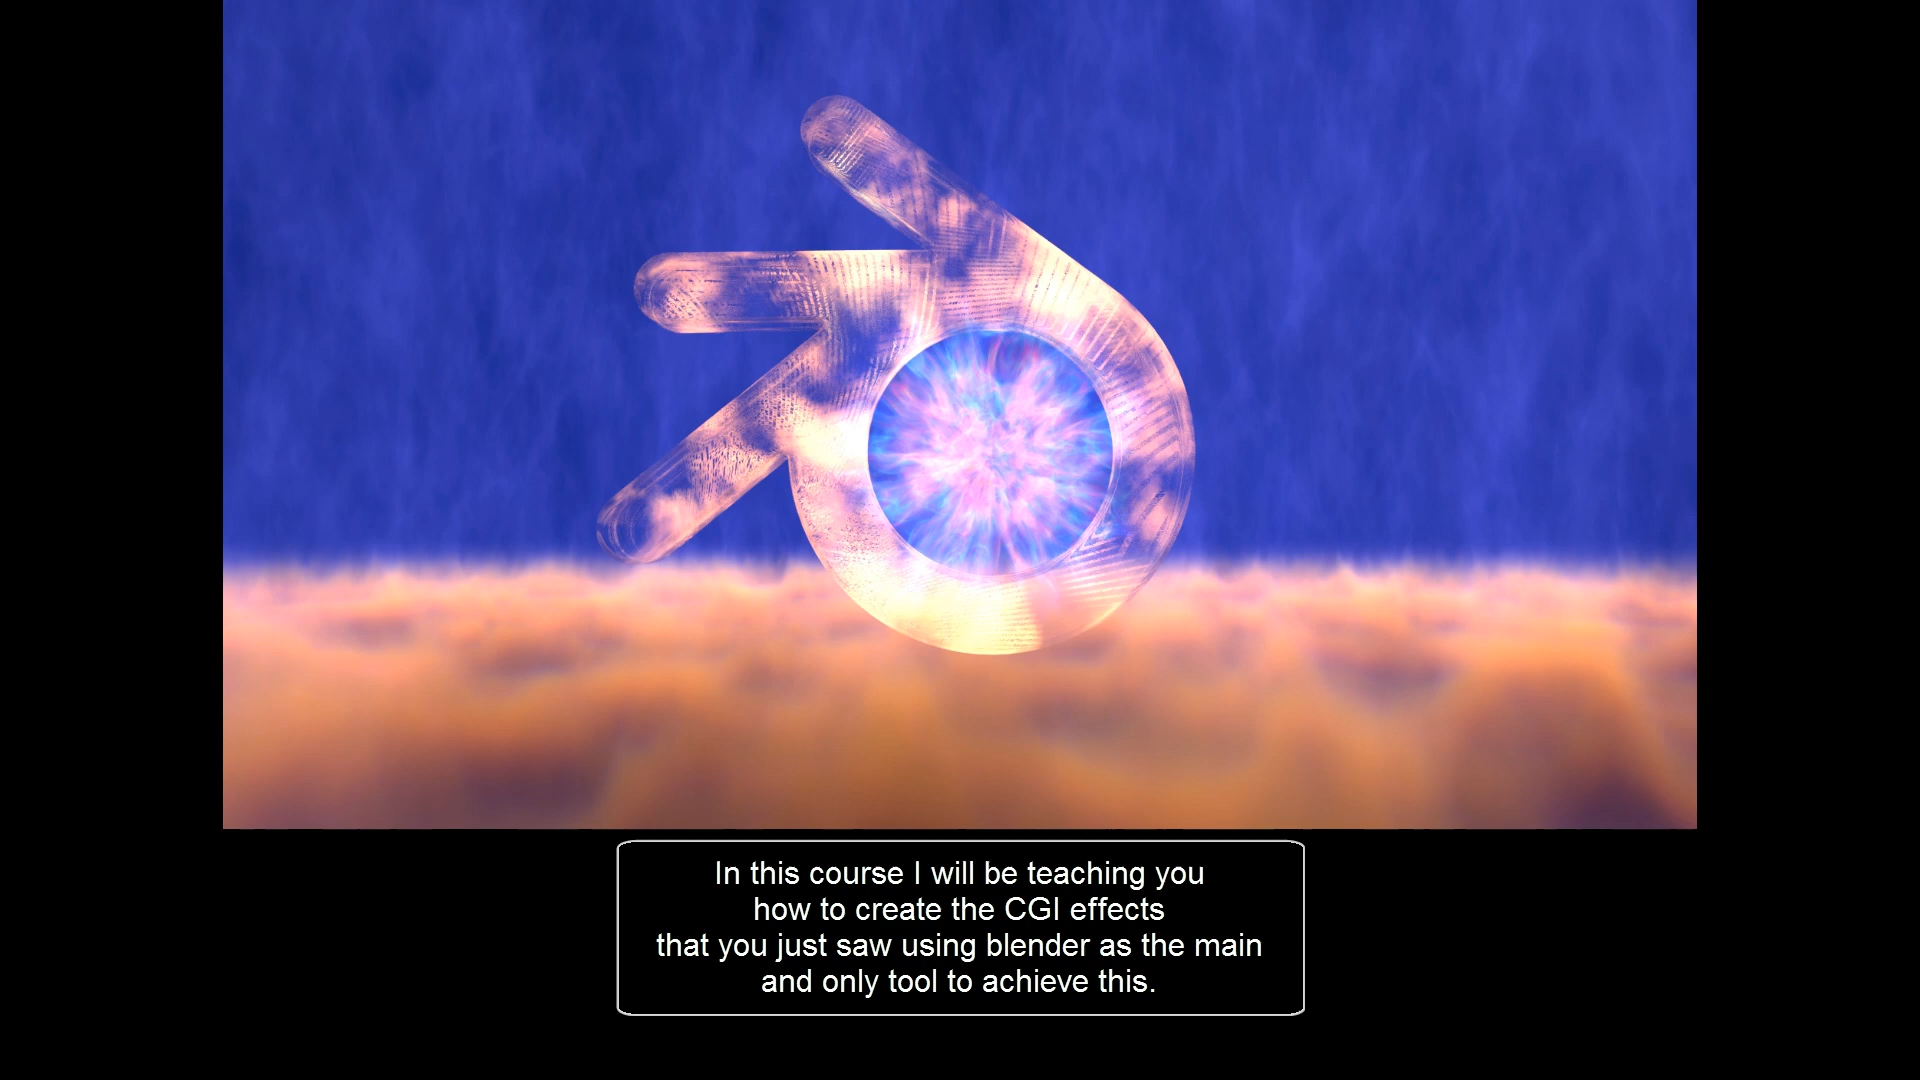 In this course I will be teaching you
how to create the CGI effects
that you just saw using blender as the main
and only tool to achieve this.